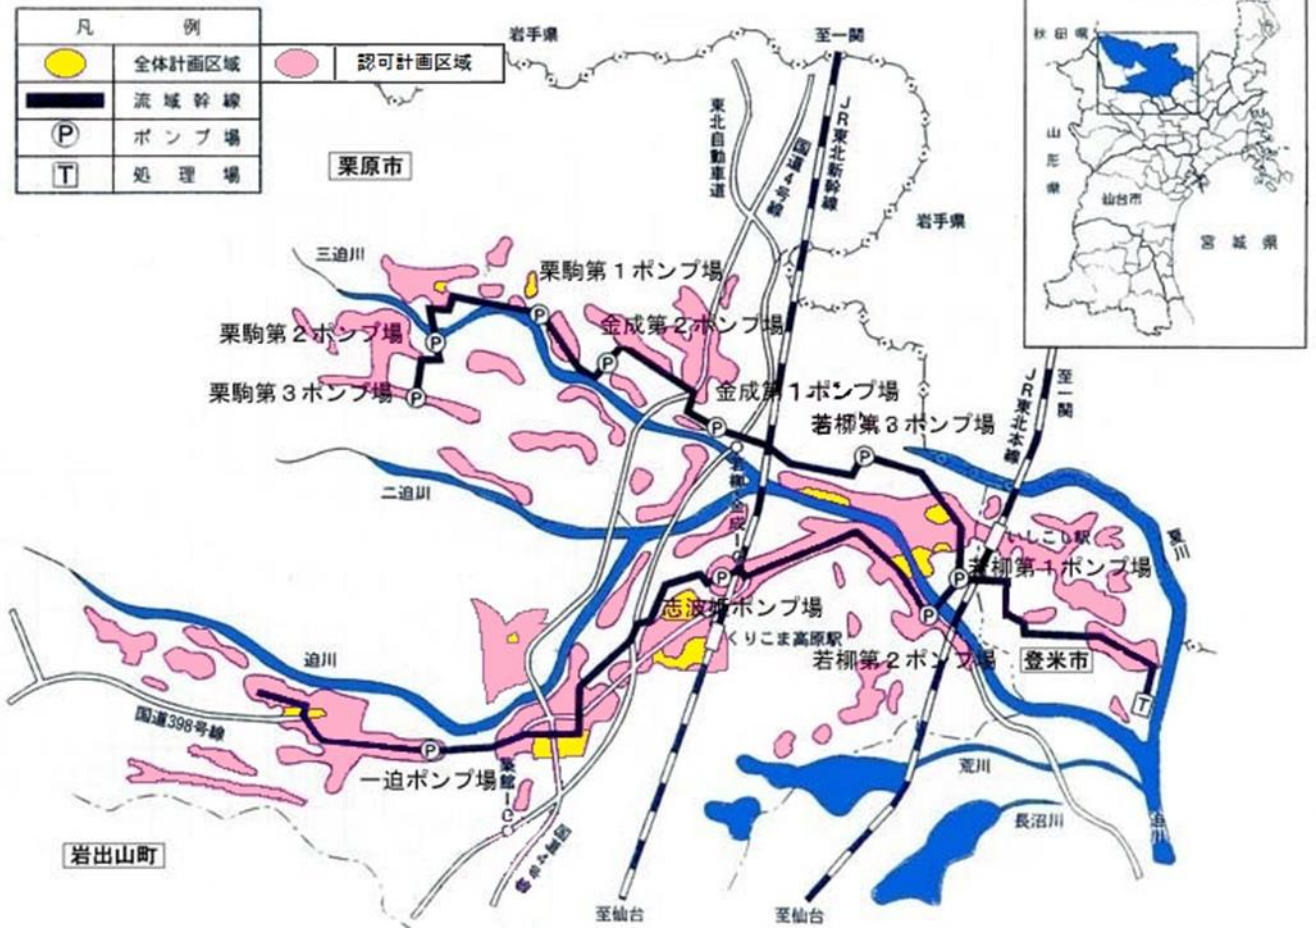 凡 例
全体計画区域
認可計画区域
流域幹線
P ポンプ場
T 処理場
岩手県
至一関
秋田県
山形県
仙台市
宮城県
栗原市
東北自動車道
国道4号線
JR東北新幹線
岩手県
三迫川
栗駒第1ポンプ場
栗駒第2ポンプ場
金成第2ポンプ場
栗駒第3ポンプ場
金成第1ポンプ場
若柳第3ポンプ場
至一関
JR東北本線
二迫川
若柳・金成IC
いしこし駅
夏川
若柳第1ポンプ場
志波姫ポンプ場
くりこま高原駅
若柳第2ポンプ場
登米市
迫川
国道398号線
一迫ポンプ場
築館IC
荒川
長沼川
迫川
岩出山町
国道4号線
至仙台
至仙台
P
P
P
P
P
P
P
P
P
P
T